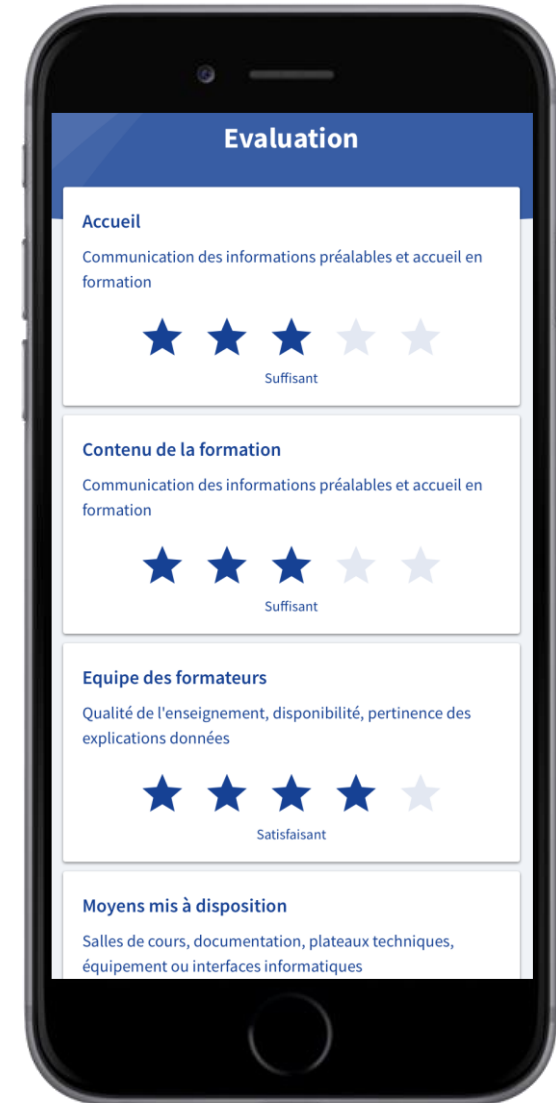 Evaluation
Accueil
Communication des informations préalables et accueil en
formation
Suffisant
Contenu de la formation
Communication des informations préalables et accueil en
formation
Suffisant
Equipe des formateurs
Qualité de l'enseignement, disponibilité, pertinence des
explications données
Satisfaisant
Moyens mis à disposition
Salles de cours, documentation, plateaux techniques,
équipement ou interfaces informatiques